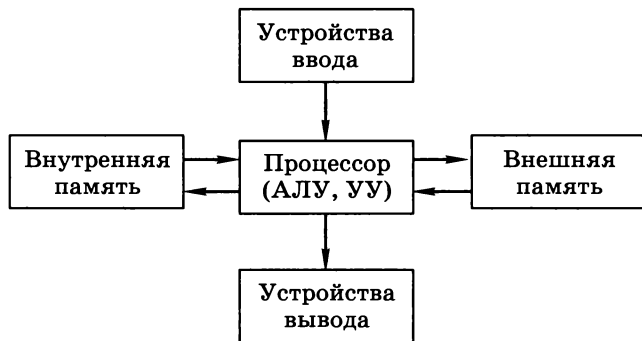 Устройства
ввода
Внутренняя
память
Процессор
(АЛУ, УУ)
Внешняя
память
Устройства
вывода